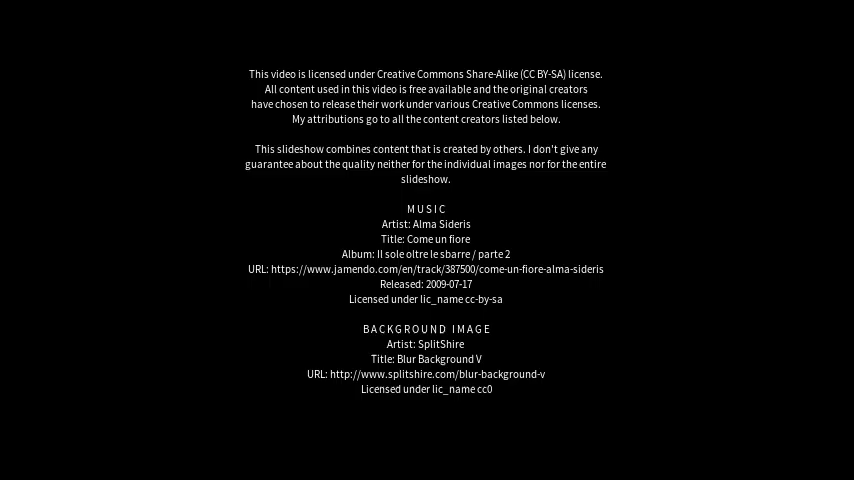 This video is licensed under Creative Commons Share-Alike (CC BY-SA) license.
All content used in this video is free available and the original creators
have chosen to release their work under various Creative Commons licenses.
My attributions go to all the content creators listed below.
This slideshow combines content that is created by others. I don't give any
guarantee about the quality neither for the individual images nor for the entire
slideshow.
MUSIC
Artist: Alma Sideris
Title: Come un fiore
Album: Il sole oltre le sbarre / parte 2
URL: https://www.jamendo.com/en/track/387500/come-un-fiore-alma-sideris
Released: 2009-07-17
Licensed under lic_name cc-by-sa
BACKGROUND IMAGE
Artist: SplitShire
Title: Blur Background V
URL: http://www.splitshire.com/blur-background-v
Licensed under lic_name cc0